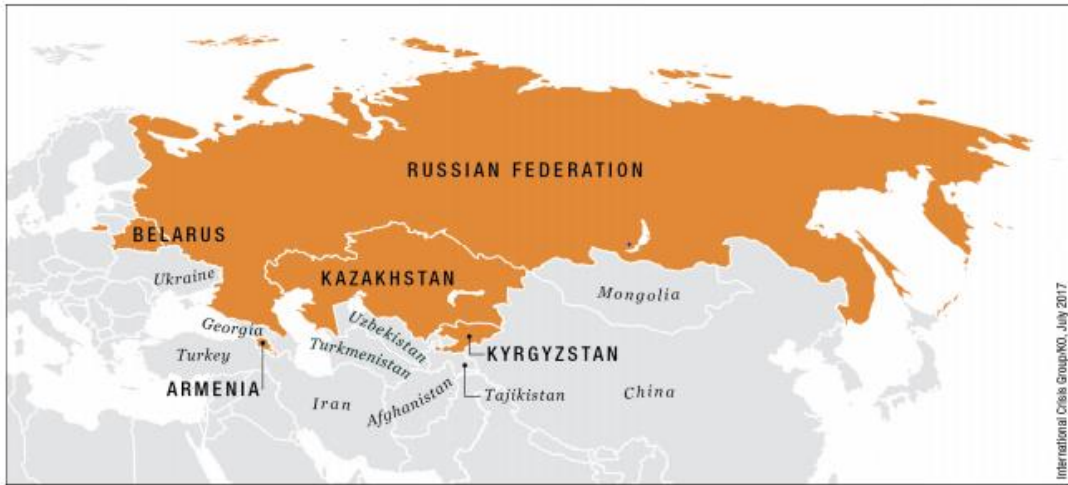 RUSSIAN FEDERATION
BELARUS
Ukraine
KAZAKHSTAN
Mongolia
Georgia
Uzbekistan
Turkey
Turkmenistan
KYRGYZSTAN
ARMENIA
Iran
Afghanistan
Tajikistan
China
International Crisis Group/KO, July 2017